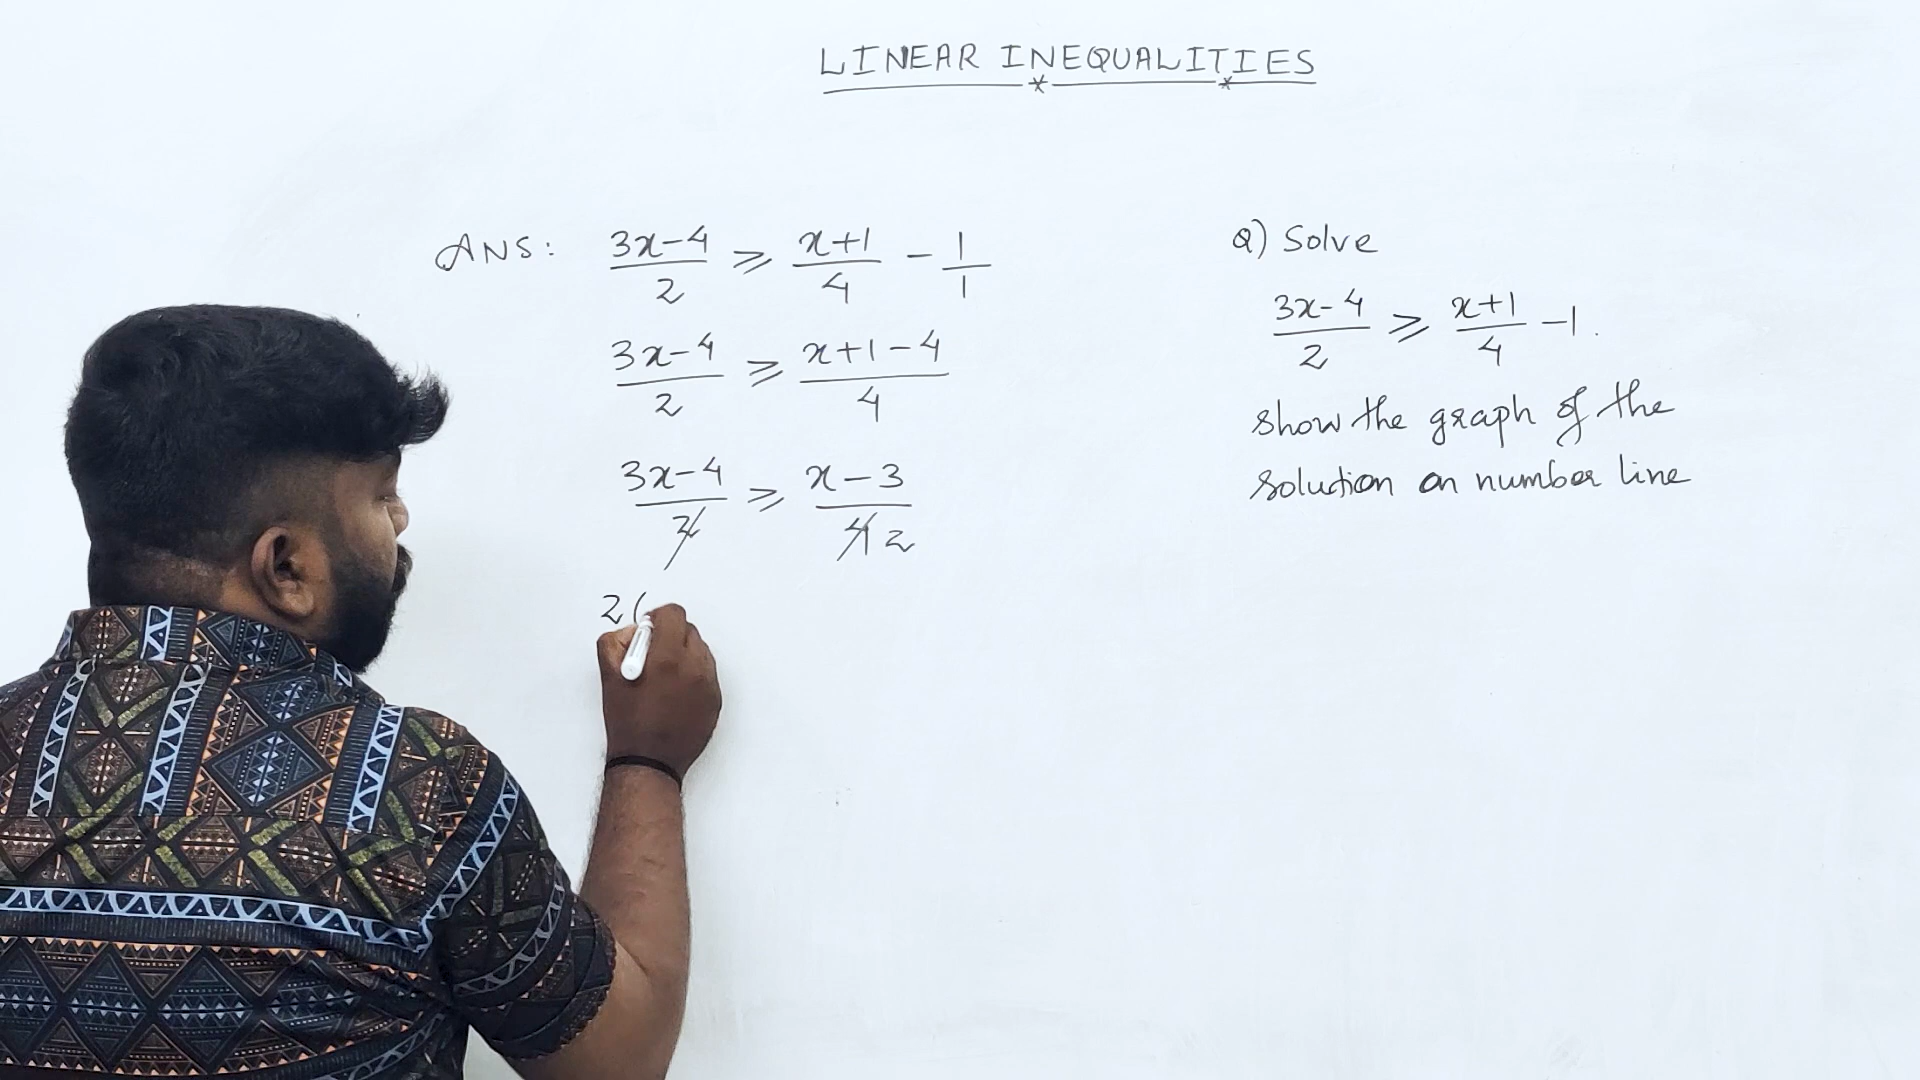 LINEAR INEQUALITIES
ANS: (3x-4)/2 ⩾ (x+1)/4 - 1/1
(3x-4)/2 ⩾ (x+1-4)/4
(3x-4)/2 ⩾ (x-3)/4 2
2(
Q) Solve
(3x-4)/2 ⩾ (x+1)/4 -1.
show the graph of the
solution on number line